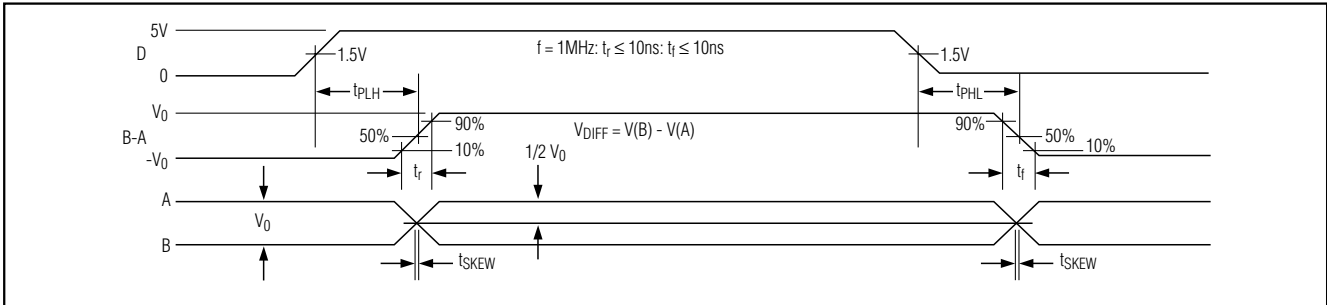 5V
D
0
1.5V
f = 1MHz: tr ≤ 10ns: tf ≤ 10ns
1.5V
tPLH
tPHL
V0
B-A
–V0
50%
90%
10%
VDIFF = V(B) - V(A)
90%
50%
10%
tr
1/2 V0
tf
A
V0
B
tSKEW
tSKEW